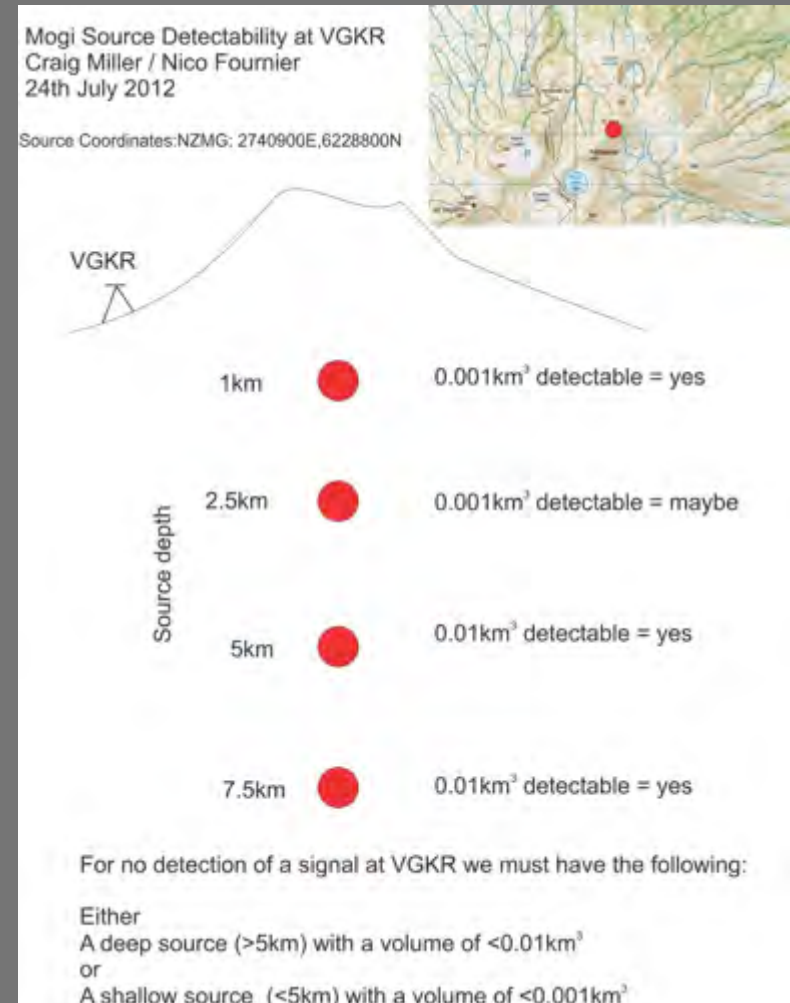 Mogi Source Detectability at VGKR
Craig Miller / Nico Fournier
24th July 2012
Source Coordinates:NZMG: 2740900E,6228800N
VGKR
1km
0.001km³ detectable = yes
2.5km
0.001km³ detectable = maybe
Source depth
5km
0.01km³ detectable = yes
7.5km
0.01km³ detectable = yes
For no detection of a signal at VGKR we must have the following:
Either
A deep source (>5km) with a volume of <0.01km³
or
A shallow source (<5km) with a volume of <0.001km³